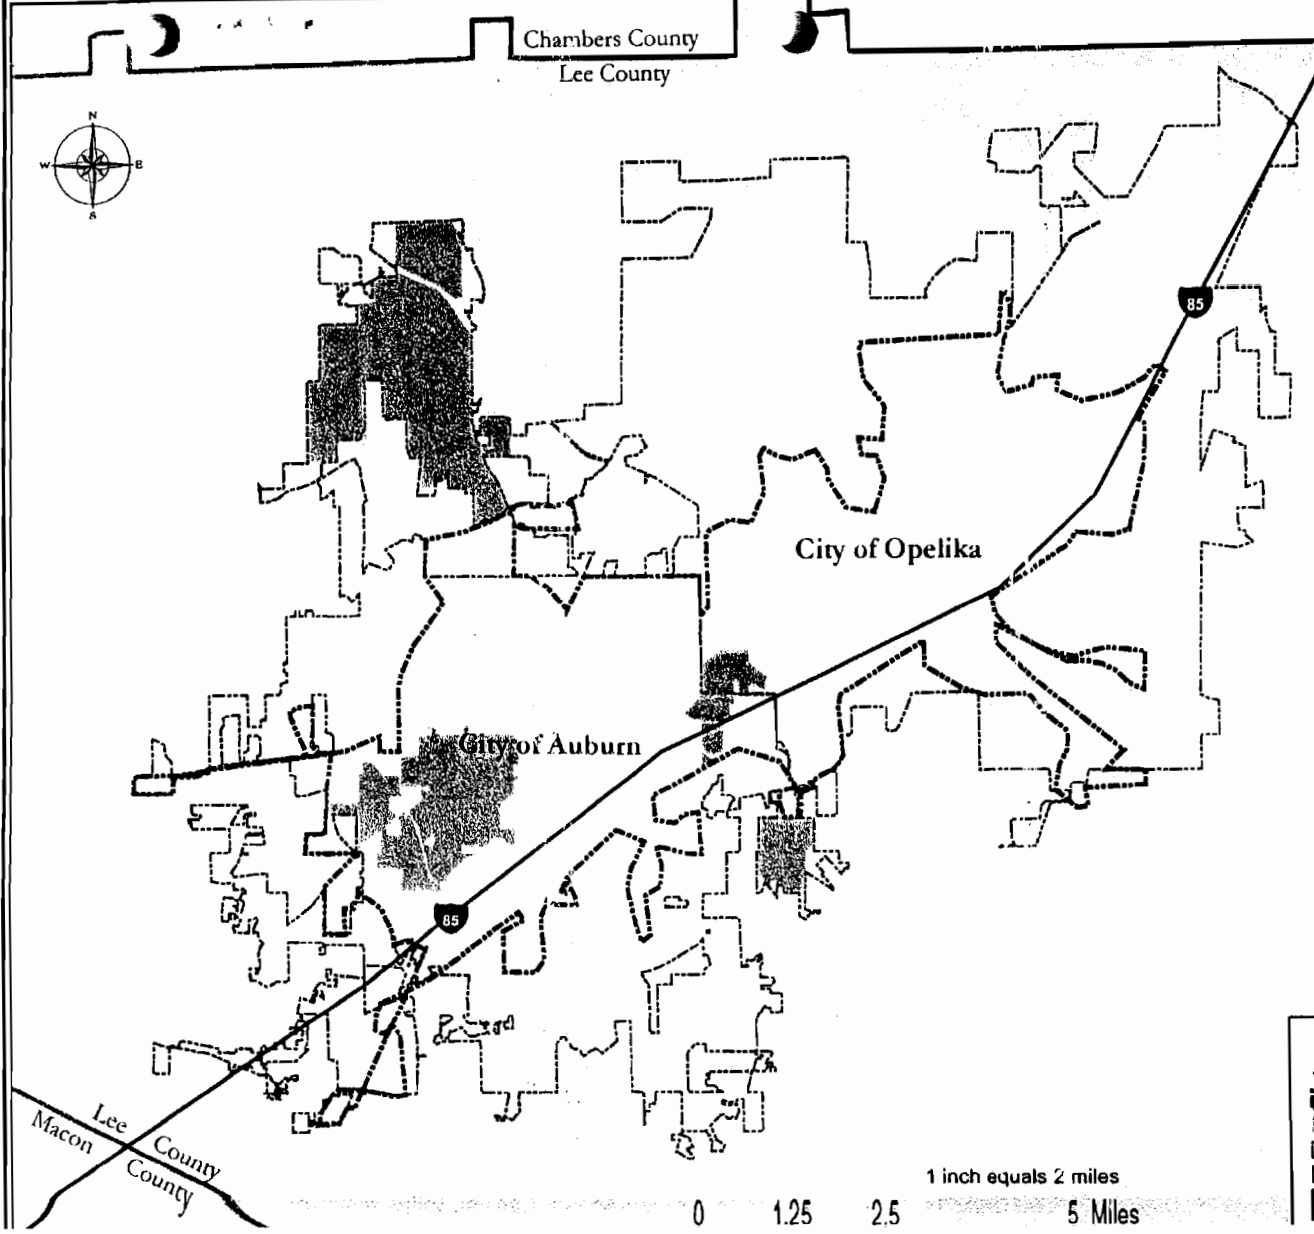 Chambers County
Lee County
N
W E
S
85
City of Opelika
City of Auburn
85
Lee County
Macon County
1 inch equals 2 miles
0 1.25 2.5 5 Miles